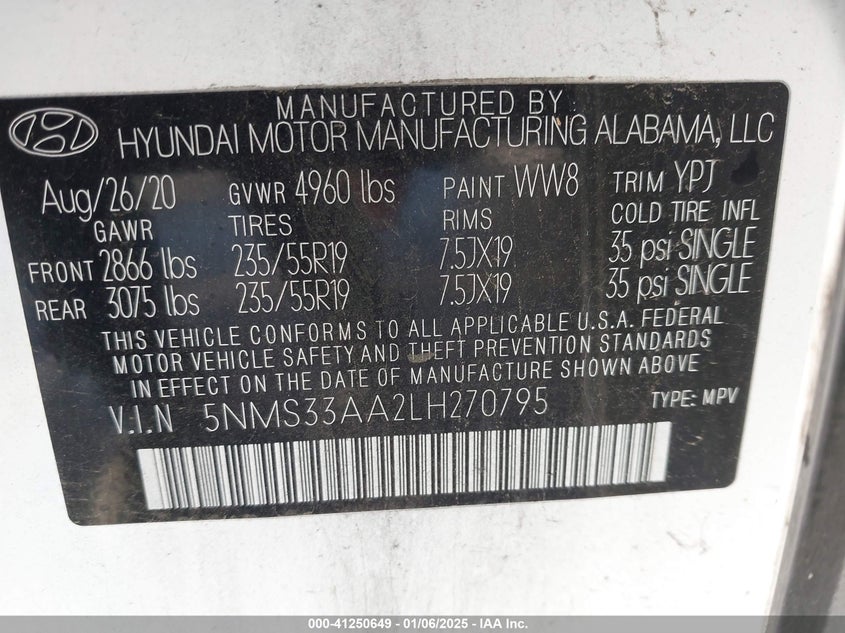 MANUFACTURED BY
HYUNDAI MOTOR MANUFACTURING ALABAMA, LLC
Aug/26/20 GVWR 4960 lbs PAINT WW8 TRIM YPJ
GAWR TIRES RIMS COLD TIRE INFL
FRONT 2866 lbs 235/55R19 7.5JX19 35 psi SINGLE
REAR 3075 lbs 235/55R19 7.5JX19 35 psi SINGLE
THIS VEHICLE CONFORMS TO ALL APPLICABLE U.S.A. FEDERAL
MOTOR VEHICLE SAFETY AND THEFT PREVENTION STANDARDS
IN EFFECT ON THE DATE OF MANUFACTURE SHOWN ABOVE
V.I.N 5NMS33AA2LH270795 TYPE: MPV
000-41250649 - 01/06/2025 - IAA Inc.